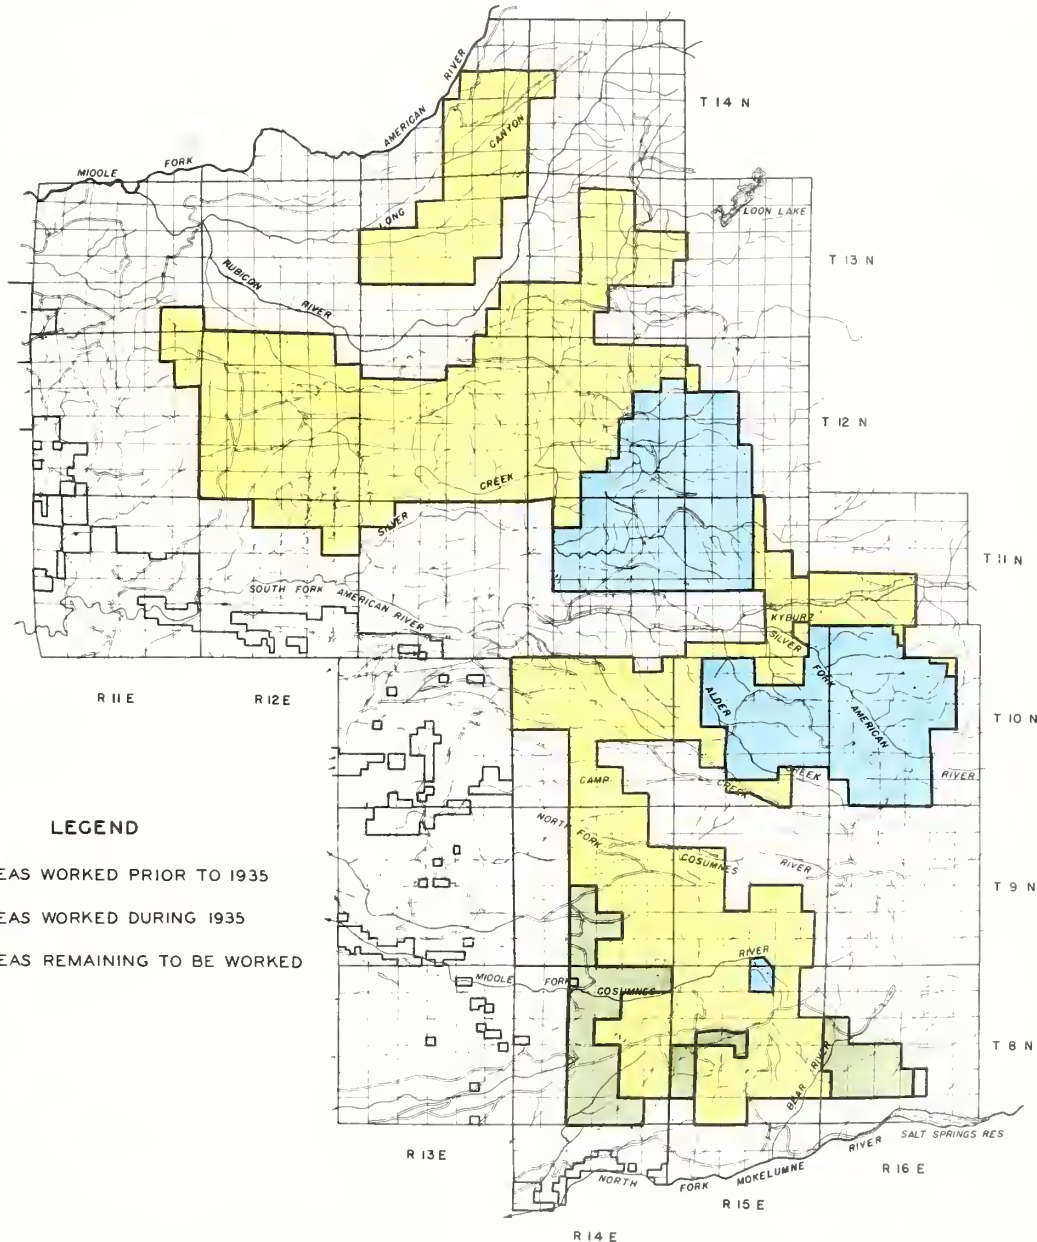 T 14 N
AMERICAN RIVER
CANYON
MIDDLE FORK
LONG
LOON LAKE
T 13 N
RUBICON RIVER
T 12 N
CREEK
SILVER
T 11 N
SOUTH FORK AMERICAN RIVER
KYBURZ
SILVER
FORK
AMERICAN
RIVER
ALDER
CREEK
R 11 E
R 12 E
T 10 N
CAMP
CREEK
NORTH FORK
COSUMNES
RIVER
LEGEND
EAS WORKED PRIOR TO 1935
EAS WORKED DURING 1935
EAS REMAINING TO BE WORKED
T 9 N
RIVER
MIDDLE FORK
COSUMNES
T 8 N
BEAR RIVER
SALT SPRINGS RES
R 13 E
NORTH FORK MOKELUMNE RIVER
R 16 E
R 15 E
R 14 E